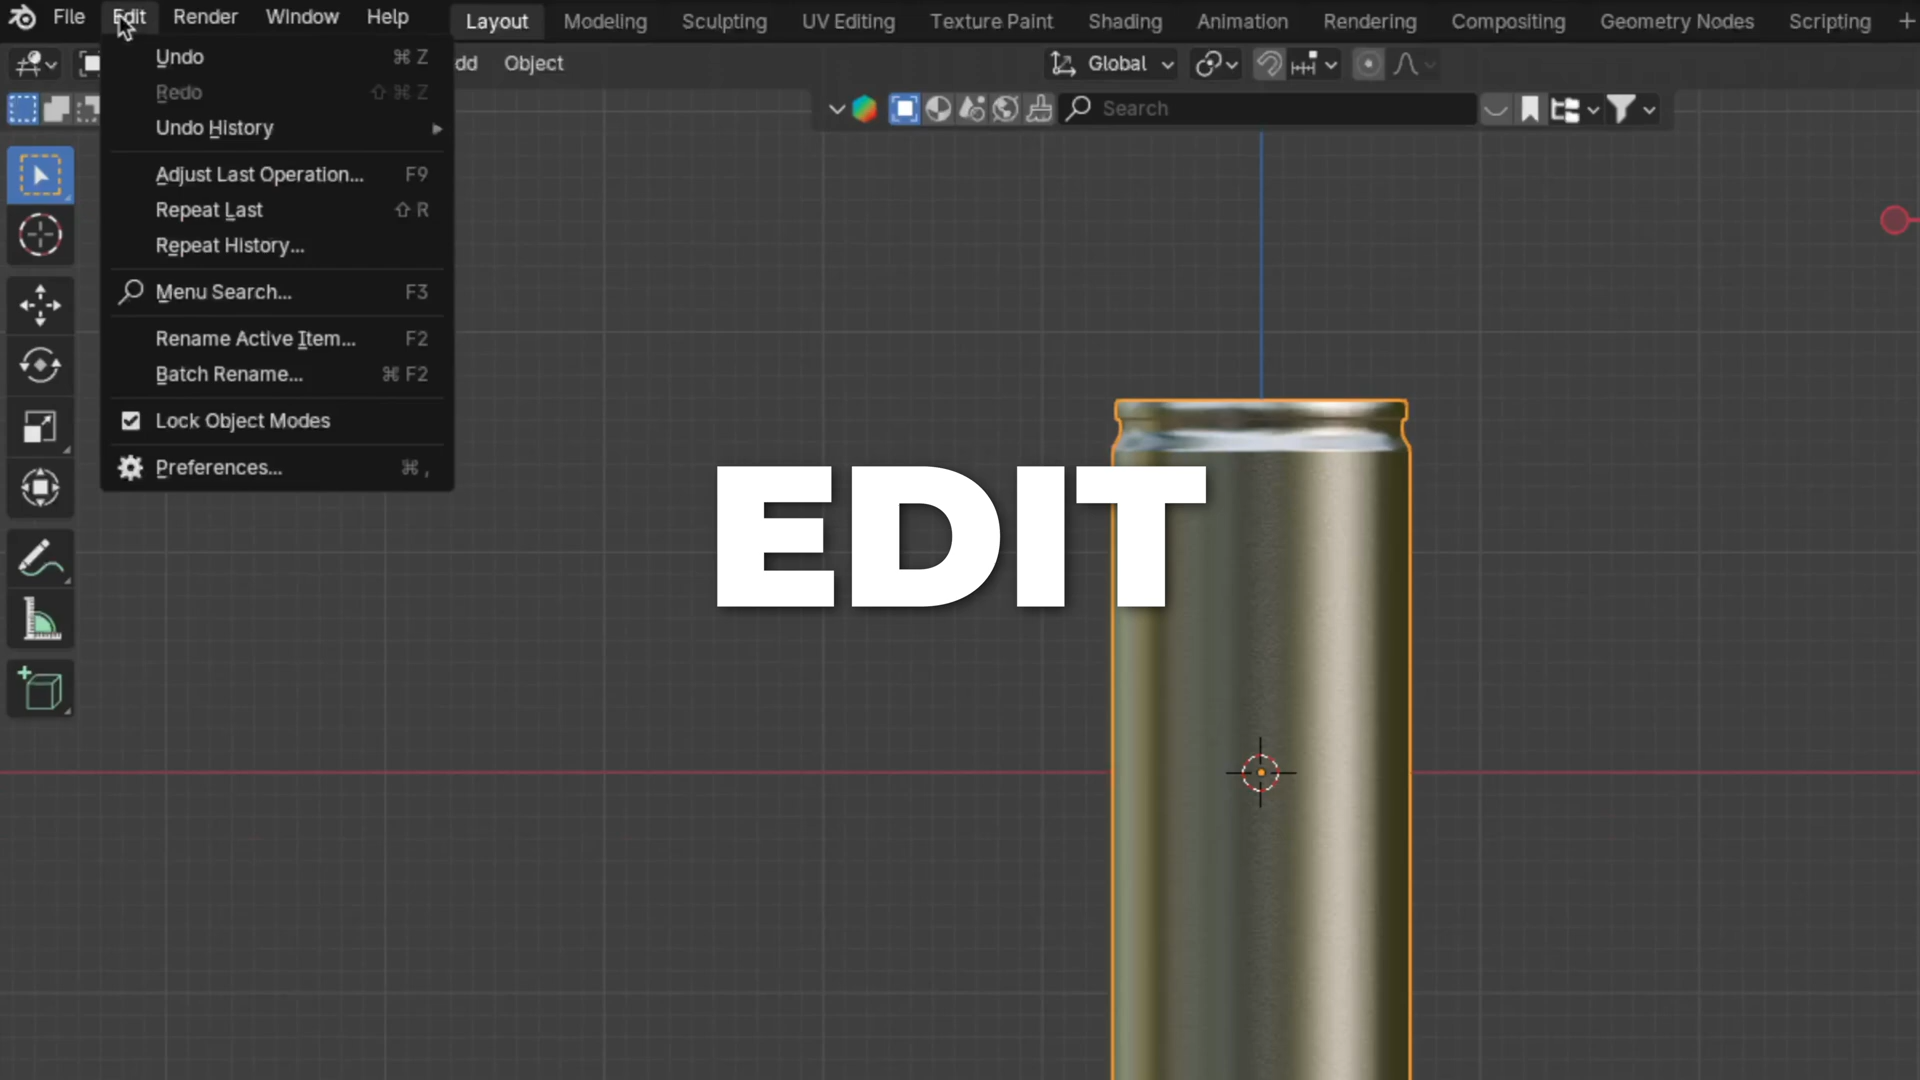 File Edit Render Window Help Layout Modeling Sculpting UV Editing Texture Paint Shading Animation Rendering Compositing Geometry Nodes Scripting +
dd Object Global
Search
Undo ⌘ Z
Redo ⇧ ⌘ Z
Undo History
Adjust Last Operation... F9
Repeat Last ⇧ R
Repeat History...
Menu Search... F3
Rename Active Item... F2
Batch Rename... ⌘ F2
Lock Object Modes
Preferences... ⌘ ,
EDIT